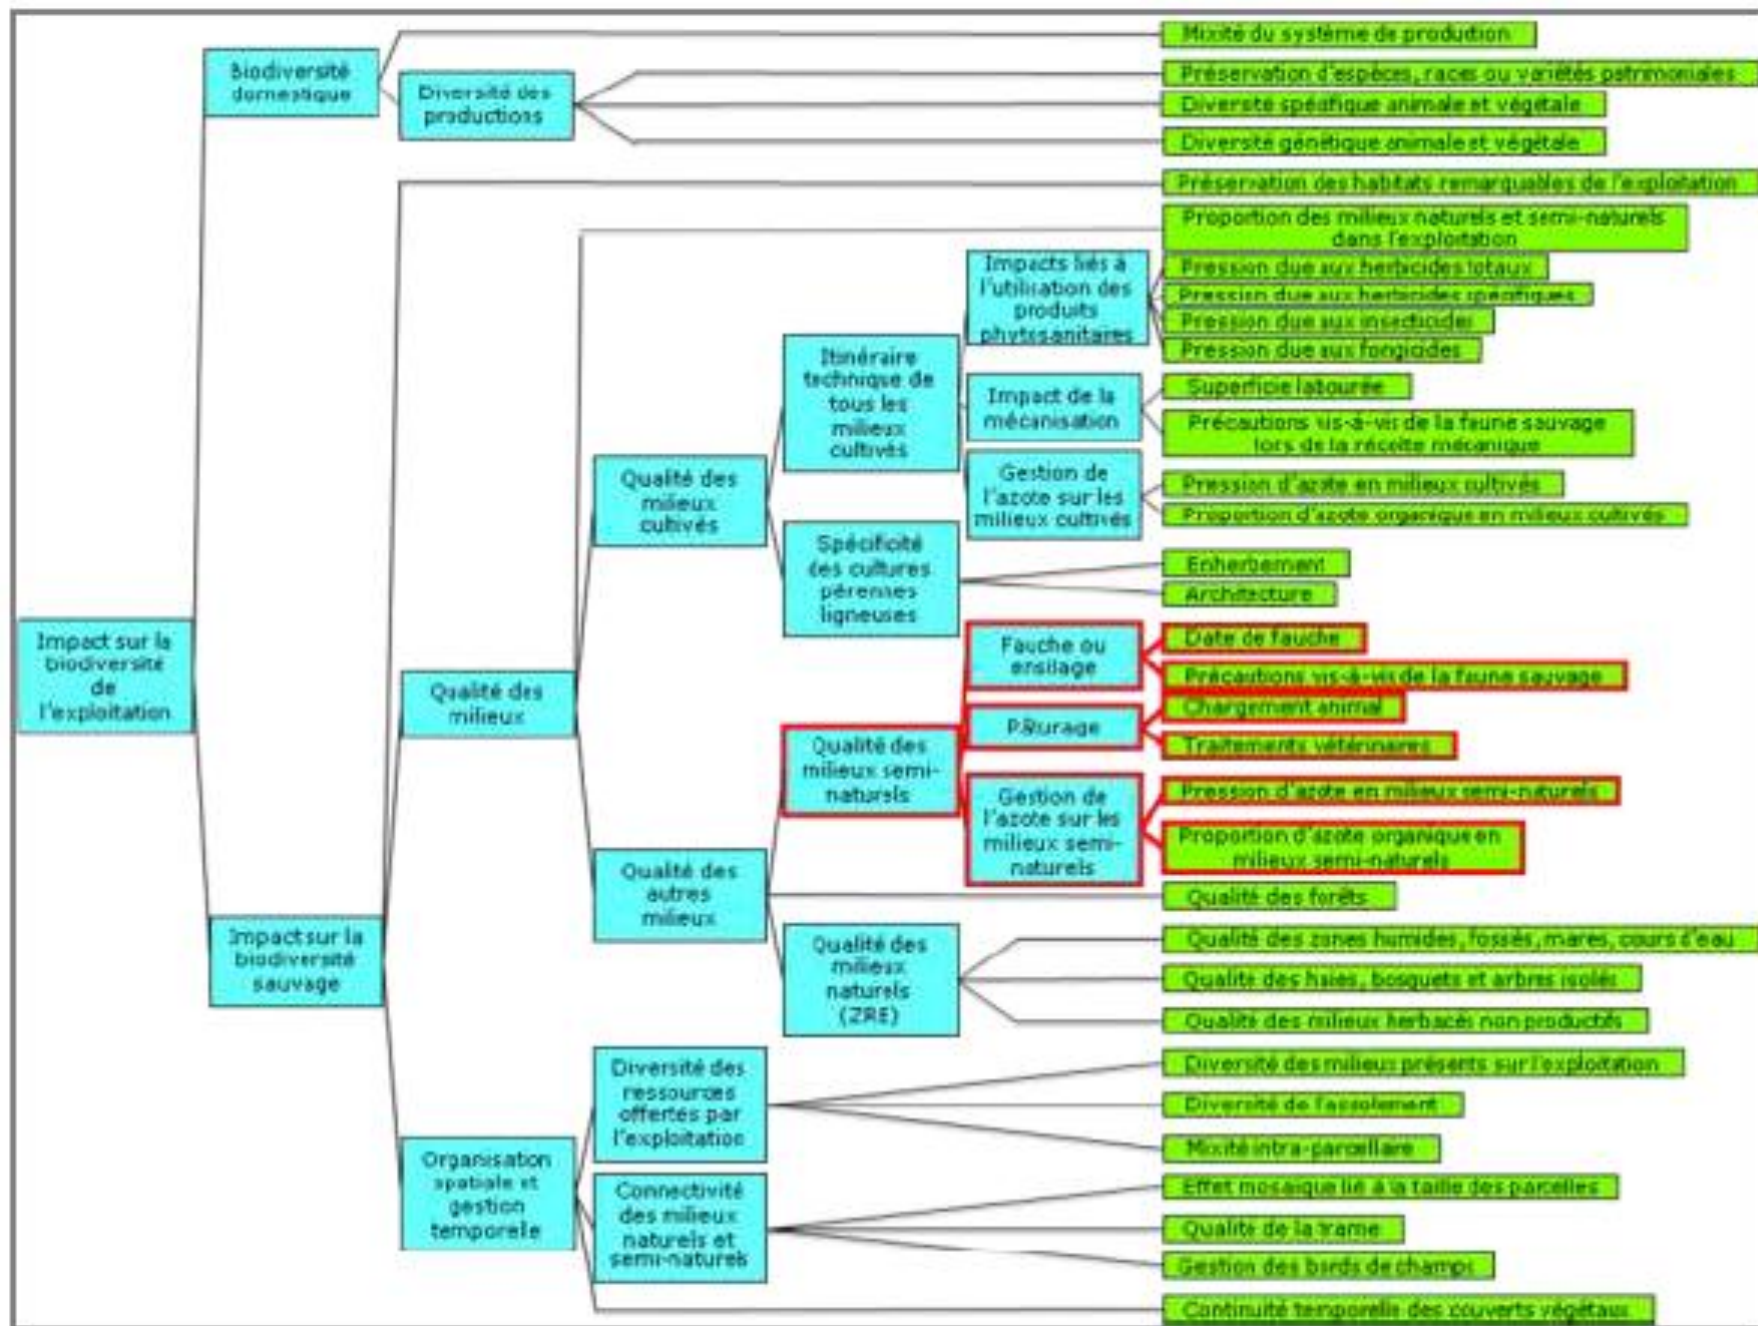 Mixité du système de production
Biodiversité
domestique
Diversité des
productions
Préservation d'espèces, races ou variétés patrimoniales
Diversité spécifique animale et végétale
Diversité génétique animale et végétale
Préservation des habitats remarquables de l'exploitation
Proportion des milieux naturels et semi-naturels
dans l'exploitation
Impacts liés à
l'utilisation des
produits
phytosanitaires
Pression due aux herbicides totaux
Pression due aux herbicides spécifiques
Pression due aux insecticides
Pression due aux fongicides
Itinéraire
technique de
tous les
milieux
cultivés
Impact de la
mécanisation
Superficie labourée
Précautions vis-à-vis de la faune sauvage
lors de la récolte mécanique
Qualité des
milieux
cultivés
Gestion de
l'azote sur les
milieux cultivés
Pression d'azote en milieux cultivés
Proportion d'azote organique en milieux cultivés
Spécificité
des cultures
pérennes
ligneuses
Enherbement
Architecture
Impact sur la
biodiversité
de
l'exploitation
Qualité des
milieux
Fauche ou
ensilage
Date de fauche
Précautions vis-à-vis de la faune sauvage
Pâturage
Chargement animal
Traitements vétérinaires
Qualité des
milieux semi-
naturels
Gestion de
l'azote sur les
milieux semi-
naturels
Pression d'azote en milieux semi-naturels
Proportion d'azote organique en
milieux semi-naturels
Qualité des
autres
milieux
Qualité des forêts
Impact sur la
biodiversité
sauvage
Qualité des
milieux
naturels
(ZRE)
Qualité des zones humides, fossés, mares, cours d'eau
Qualité des haies, bosquets et arbres isolés
Qualité des milieux herbacés non productifs
Diversité des
ressources
offertes par
l'exploitation
Diversité des milieux présents sur l'exploitation
Diversité de l'assolement
Mixité intra-parcellaire
Organisation
spatiale et
gestion
temporelle
Connectivité
des milieux
naturels et
semi-naturels
Effet mosaïque lié à la taille des parcelles
Qualité de la trame
Gestion des bords de champs
Continuité temporelle des couverts végétaux